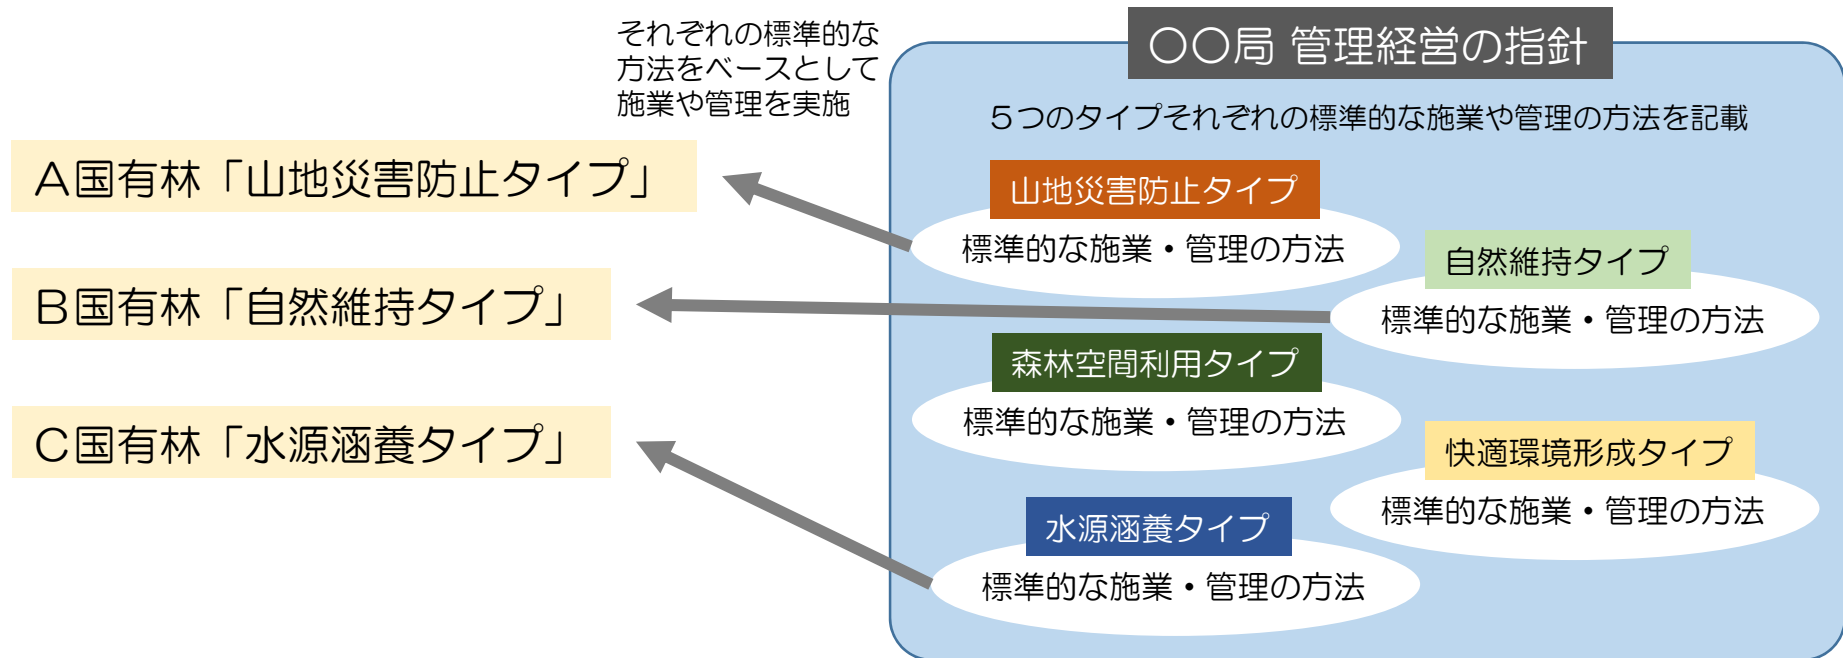 それぞれの標準的な
方法をベースとして
施業や管理を実施
A国有林「山地災害防止タイプ」
B国有林「自然維持タイプ」
C国有林「水源涵養タイプ」
○○局 管理経営の指針
5つのタイプそれぞれの標準的な施業や管理の方法を記載
山地災害防止タイプ
標準的な施業・管理の方法
自然維持タイプ
標準的な施業・管理の方法
森林空間利用タイプ
標準的な施業・管理の方法
快適環境形成タイプ
標準的な施業・管理の方法
水源涵養タイプ
標準的な施業・管理の方法